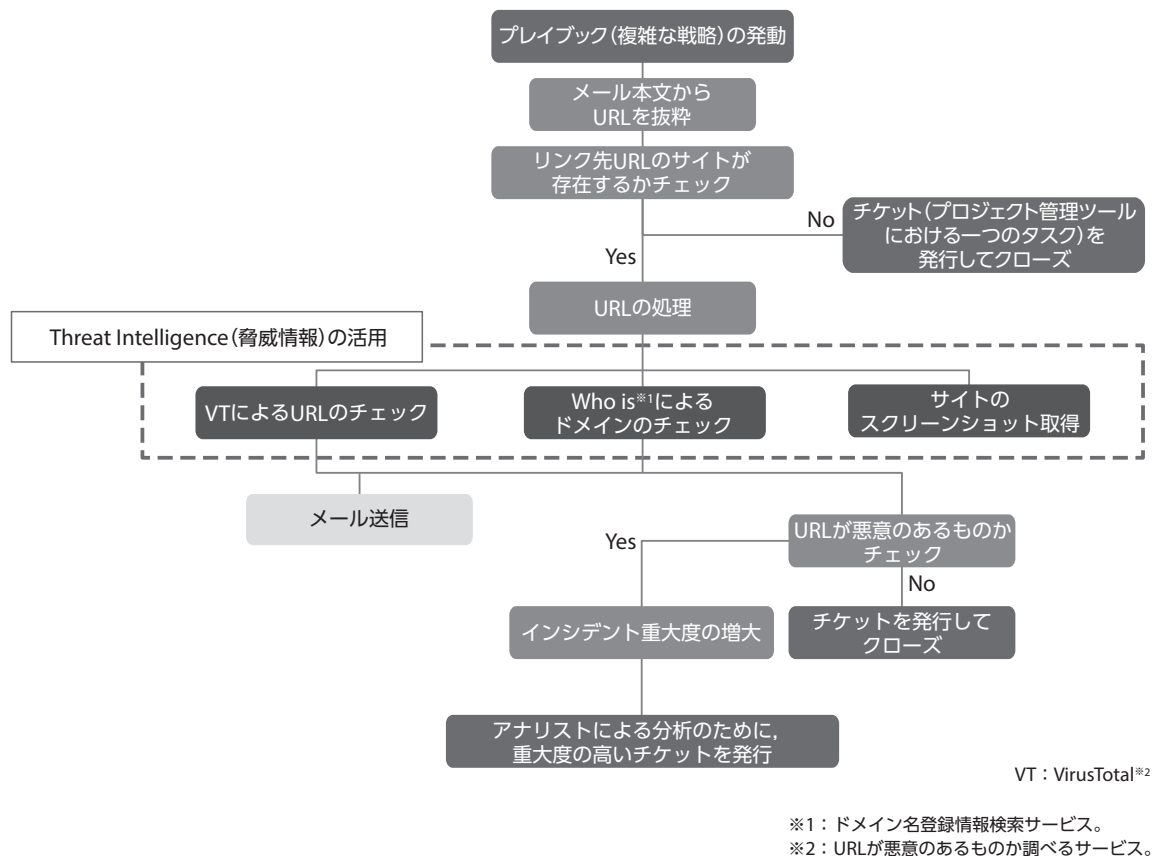 プレイブック(複雑な戦略)の発動
メール本文から
URLを抜粋
リンク先URLのサイトが
存在するかチェック
No
チケット(プロジェクト管理ツール
における一つのタスク)を
発行してクローズ
Yes
URLの処理
Threat Intelligence(脅威情報)の活用
VTによるURLのチェック
Who is※1による
ドメインのチェック
サイトの
スクリーンショット取得
メール送信
URLが悪意のあるものか
チェック
Yes
No
インシデント重大度の増大
チケットを発行して
クローズ
アナリストによる分析のために,
重大度の高いチケットを発行
VT:VirusTotal※2
※1:ドメイン名登録情報検索サービス。
※2:URLが悪意のあるものか調べるサービス。